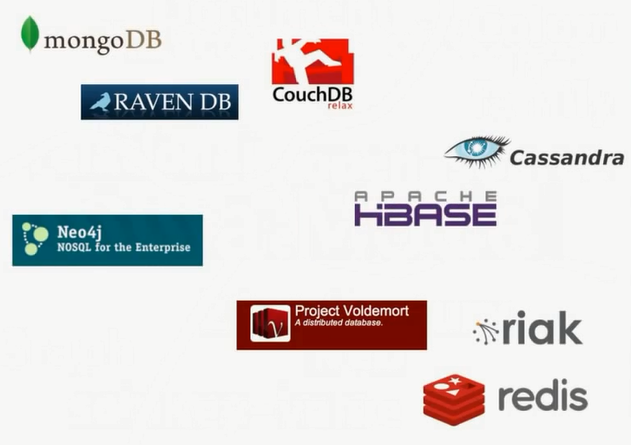 mongoDB
CouchDB
relax
RAVEN DB
Cassandra
APACHE
HBASE
Neo4j
NOSQL for the Enterprise
Project Voldemort
A distributed database.
riak
redis